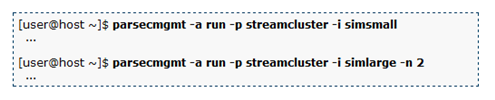 [user@host ~]$ parsecmgmt -a run -p streamcluster -i simsmall
...
[user@host ~]$ parsecmgmt -a run -p streamcluster -i simlarge -n 2
...